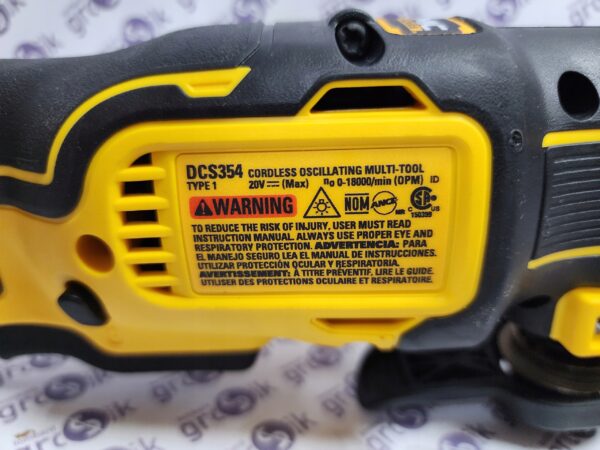 DCS354 CORDLESS OSCILLATING MULTI-TOOL
TYPE 1 20V (Max) n0 0-18000/min (OPM) ID
WARNING NOM ANCE NR C US
150399
TO REDUCE THE RISK OF INJURY, USER MUST READ
INSTRUCTION MANUAL. ALWAYS USE PROPER EYE AND
RESPIRATORY PROTECTION. ADVERTENCIA: PARA
EL MANEJO SEGURO LEA EL MANUAL DE INSTRUCCIONES.
UTILIZAR PROTECCIÓN OCULAR Y RESPIRATORIA.
AVERTISSEMENT: À TITRE PRÉVENTIF, LIRE LE GUIDE.
UTILISER DES PROTECTIONS OCULAIRE ET RESPIRATOIRE.